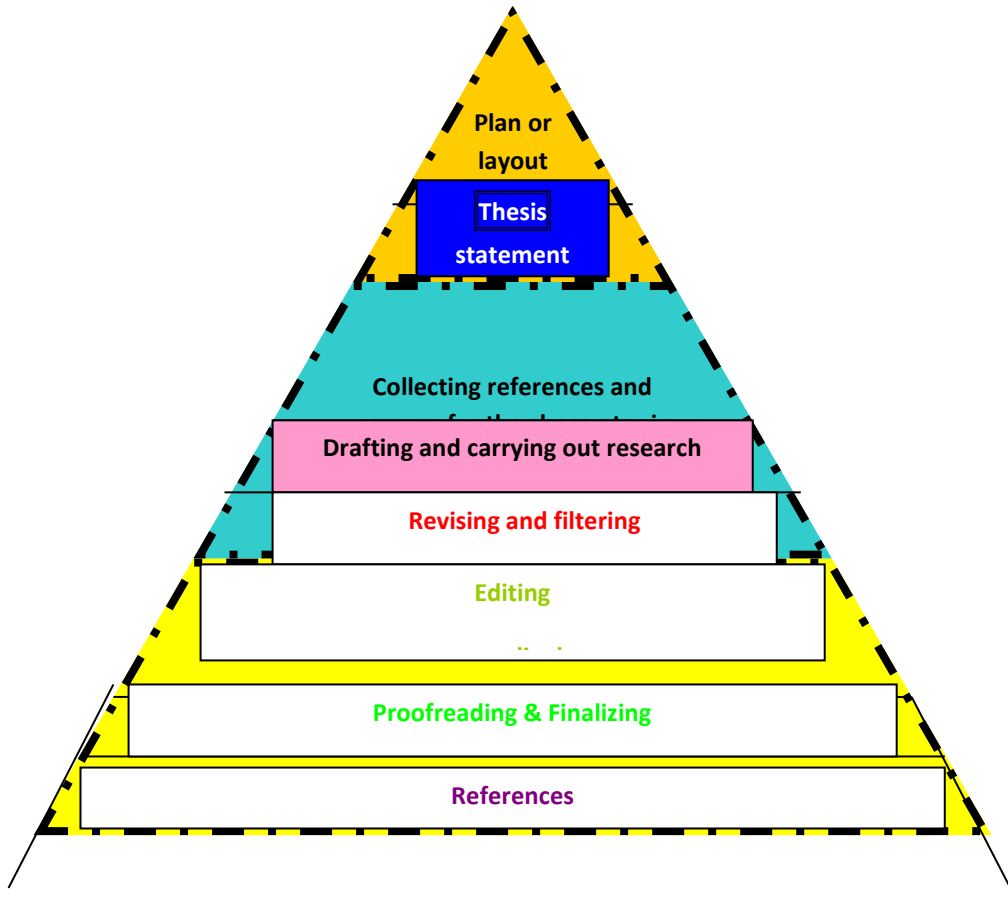 Plan or
layout
Thesis
statement
Collecting references and
Drafting and carrying out research
Revising and filtering
Editing
Proofreading & Finalizing
References